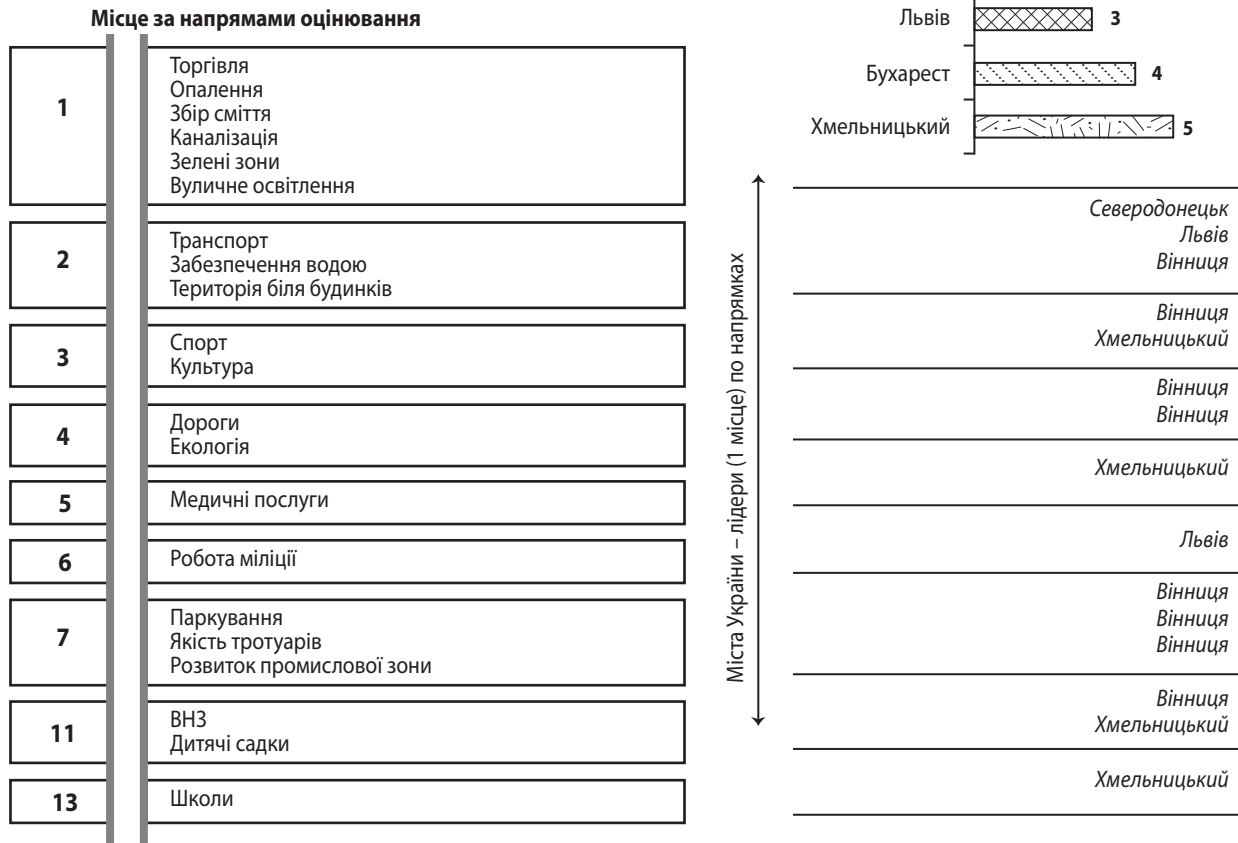 Місце за напрямами оцінювання
1
Торгівля
Опалення
Збір сміття
Каналізація
Зелені зони
Вуличне освітлення
2
Транспорт
Забезпечення водою
Територія біля будинків
3
Спорт
Культура
4
Дороги
Екологія
5
Медичні послуги
6
Робота міліції
7
Паркування
Якість тротуарів
Розвиток промислової зони
11
ВНЗ
Дитячі садки
13
Школи
Львів 3
Бухарест 4
Хмельницький 5
Міста України – лідери (1 місце) по напрямках
Северодонецьк
Львів
Вінниця
Вінниця
Хмельницький
Вінниця
Вінниця
Хмельницький
Львів
Вінниця
Вінниця
Вінниця
Вінниця
Хмельницький
Хмельницький